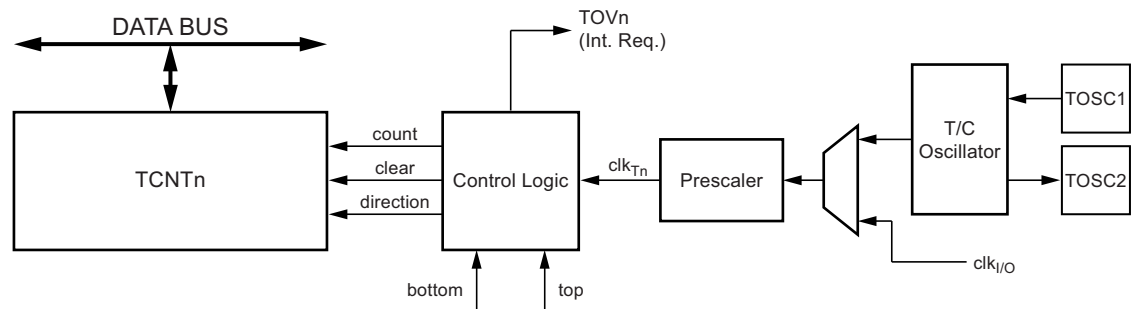 DATA BUS
TOVn
(Int. Req.)
TCNTn
count
clear
direction
Control Logic
clkTn
Prescaler
T/C
Oscillator
TOSC1
TOSC2
clkI/O
bottom
top